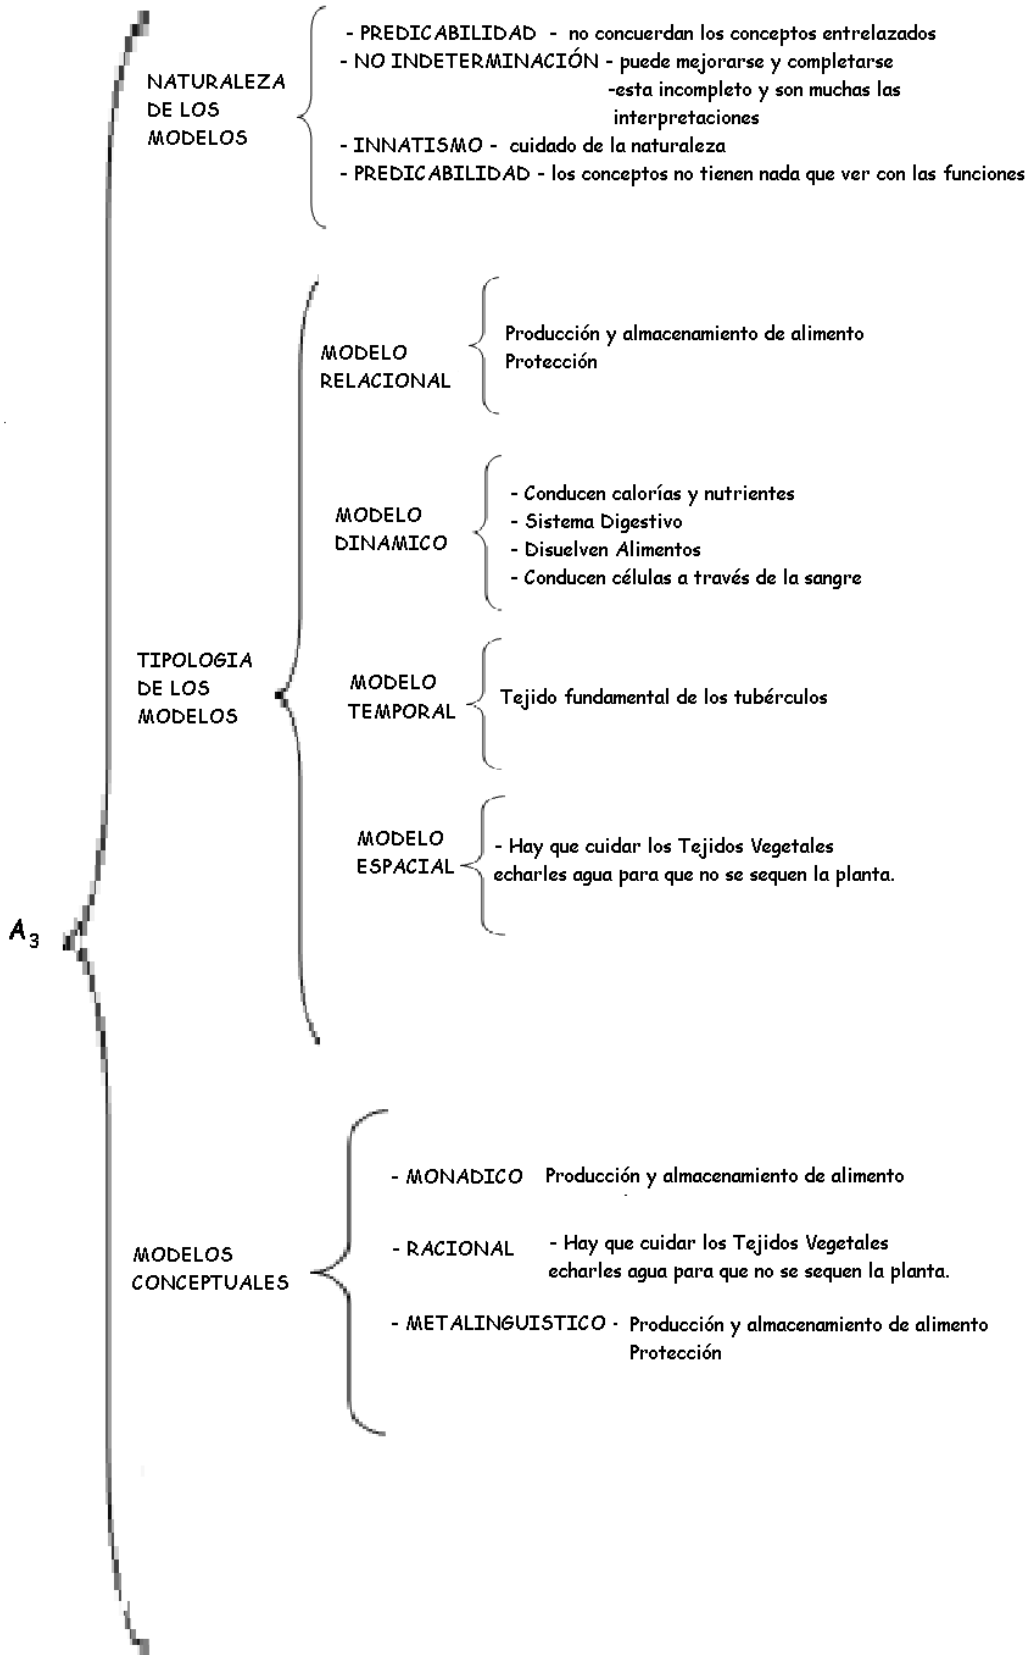 - PREDICABILIDAD - no concuerdan los conceptos entrelazados
- NO INDETERMINACIÓN - puede mejorarse y completarse
-esta incompleto y son muchas las
interpretaciones
- INNATISMO - cuidado de la naturaleza
- PREDICABILIDAD - los conceptos no tienen nada que ver con las funciones
NATURALEZA
DE LOS
MODELOS
MODELO
RELACIONAL
Producción y almacenamiento de alimento
Protección
MODELO
DINAMICO
- Conducen calorías y nutrientes
- Sistema Digestivo
- Disuelven Alimentos
- Conducen células a través de la sangre
TIPOLOGIA
DE LOS
MODELOS
MODELO
TEMPORAL
Tejido fundamental de los tubérculos
MODELO
ESPACIAL
- Hay que cuidar los Tejidos Vegetales
echarles agua para que no se sequen la planta.
A3
MODELOS
CONCEPTUALES
- MONADICO Producción y almacenamiento de alimento
- RACIONAL - Hay que cuidar los Tejidos Vegetales
echarles agua para que no se sequen la planta.
- METALINGUISTICO - Producción y almacenamiento de alimento
Protección